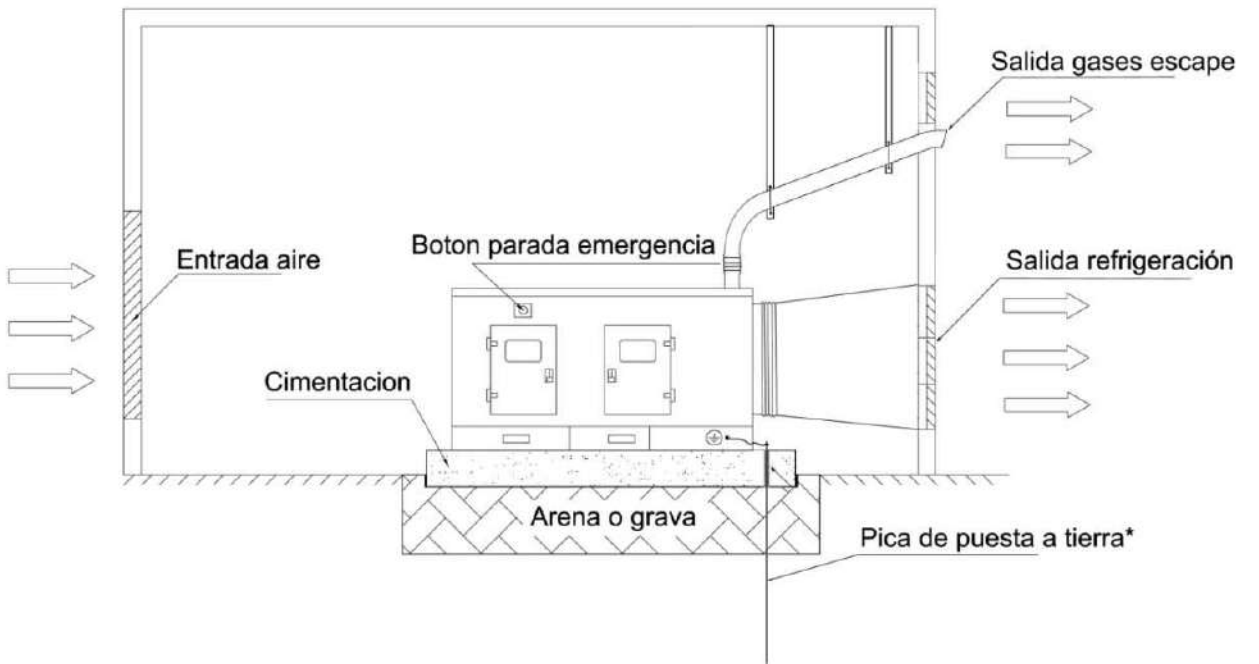 Salida gases escape
Boton parada emergencia
Entrada aire
Salida refrigeración
Cimentacion
Arena o grava
Pica de puesta a tierra*